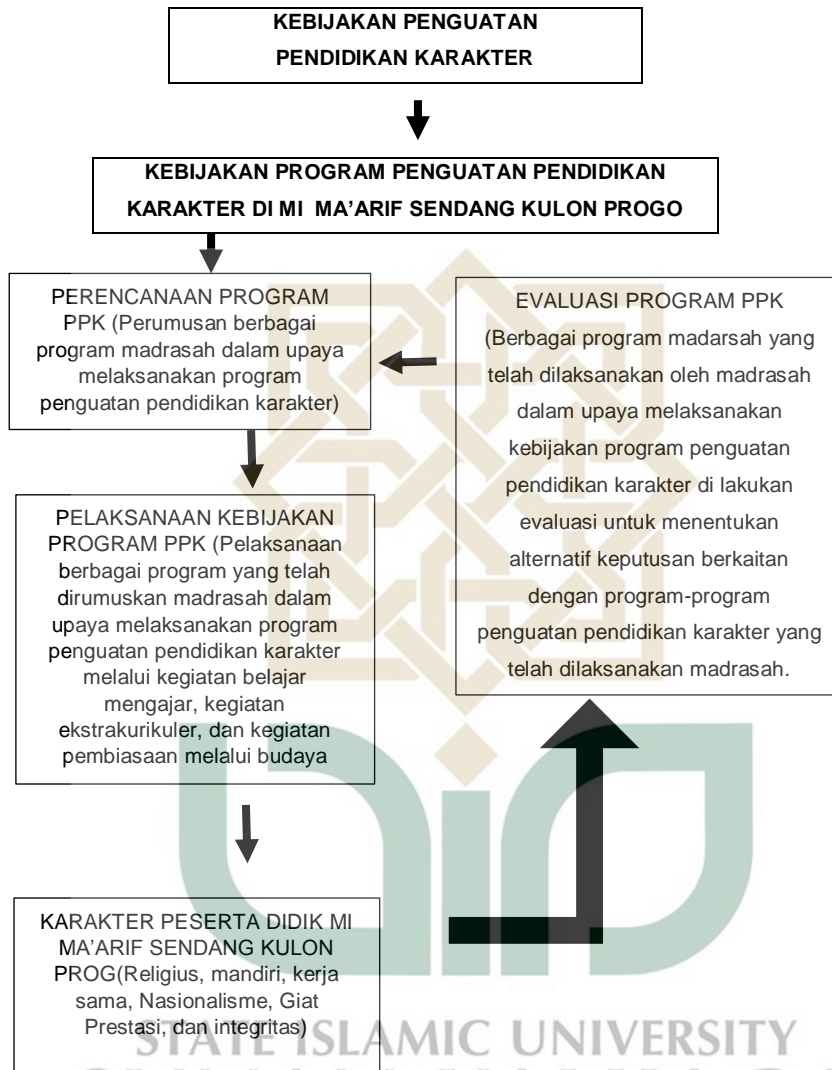 KEBIJAKAN PENGUATAN
PENDIDIKAN KARAKTER
KEBIJAKAN PROGRAM PENGUATAN PENDIDIKAN
KARAKTER DI MI MA'ARIF SENDANG KULON PROGO
PERENCANAAN PROGRAM
PPK (Perumusan berbagai
program madrasah dalam upaya
melaksanakan program
penguatan pendidikan karakter)
EVALUASI PROGRAM PPK
(Berbagai program madarsah yang
telah dilaksanakan oleh madrasah
dalam upaya melaksanakan
kebijakan program penguatan
pendidikan karakter di lakukan
evaluasi untuk menentukan
alternatif keputusan berkaitan
dengan program-program
penguatan pendidikan karakter yang
telah dilaksanakan madrasah.
PELAKSANAAN KEBIJAKAN
PROGRAM PPK (Pelaksanaan
berbagai program yang telah
dirumuskan madrasah dalam
upaya melaksanakan program
penguatan pendidikan karakter
melalui kegiatan belajar
mengajar, kegiatan
ekstrakurikuler, dan kegiatan
pembiasaan melalui budaya
KARAKTER PESERTA DIDIK MI
MA'ARIF SENDANG KULON
PROG(Religius, mandiri, kerja
sama, Nasionalisme, Giat
Prestasi, dan integritas)
STATE ISLAMIC UNIVERSITY